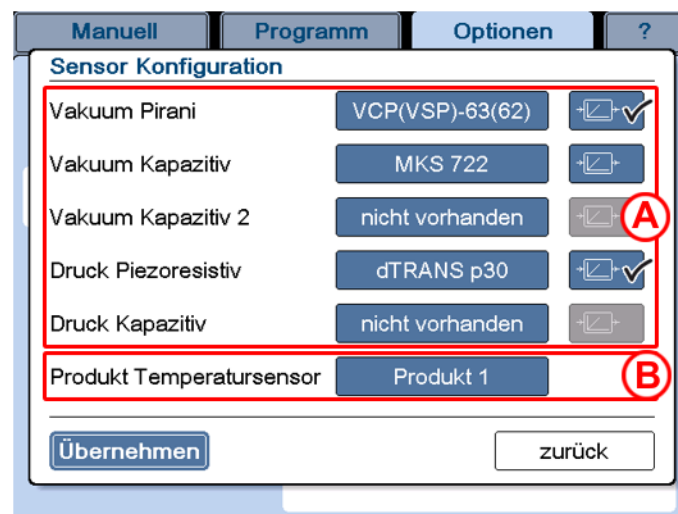 Manuell Programm Optionen ?
Sensor Konfiguration
Vakuum Pirani VCP(VSP)-63(62)
Vakuum Kapazitiv MKS 722
Vakuum Kapazitiv 2 nicht vorhanden A
Druck Piezoresistiv dTRANS p30
Druck Kapazitiv nicht vorhanden
Produkt Temperatursensor Produkt 1 B
Übernehmen zurück